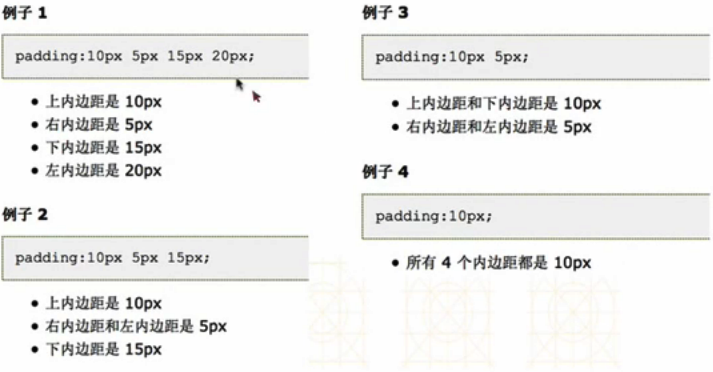 例子 1
padding:10px 5px 15px 20px;
● 上内边距是 10px
● 右内边距是 5px
● 下内边距是 15px
● 左内边距是 20px
例子 2
padding:10px 5px 15px;
● 上内边距是 10px
● 右内边距和左内边距是 5px
● 下内边距是 15px
例子 3
padding:10px 5px;
● 上内边距和下内边距是 10px
● 右内边距和左内边距是 5px
例子 4
padding:10px;
● 所有 4 个内边距都是 10px